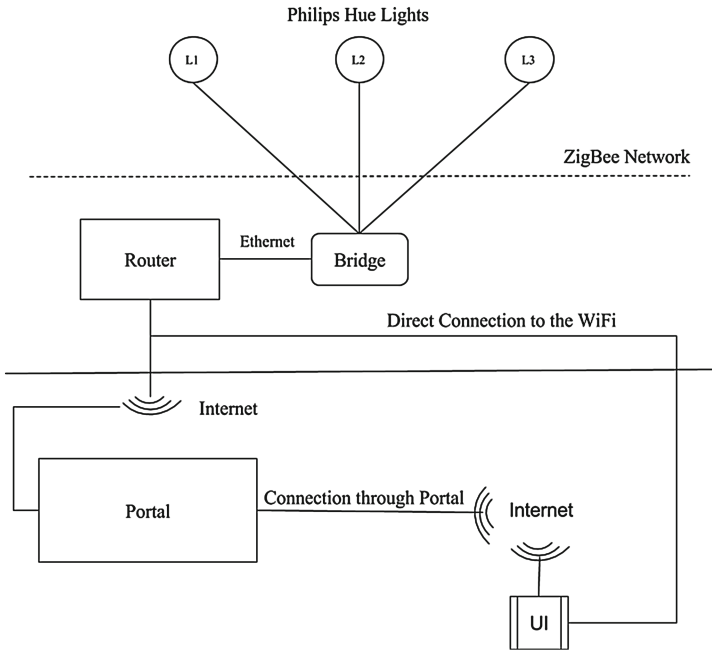 Philips Hue Lights
L1
L2
L3
ZigBee Network
Router
Ethernet
Bridge
Direct Connection to the WiFi
Internet
Portal
Connection through Portal
Internet
UI